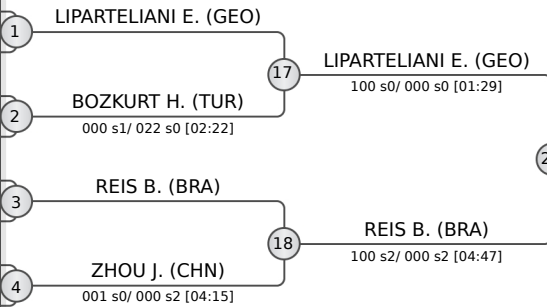 LIPARTELIANI E. (GEO)
1
17
LIPARTELIANI E. (GEO)
100 s0/ 000 s0 [01:29]
BOZKURT H. (TUR)
2
000 s1/ 022 s0 [02:22]
2
REIS B. (BRA)
3
18
REIS B. (BRA)
100 s2/ 000 s2 [04:47]
ZHOU J. (CHN)
4
001 s0/ 000 s2 [04:15]